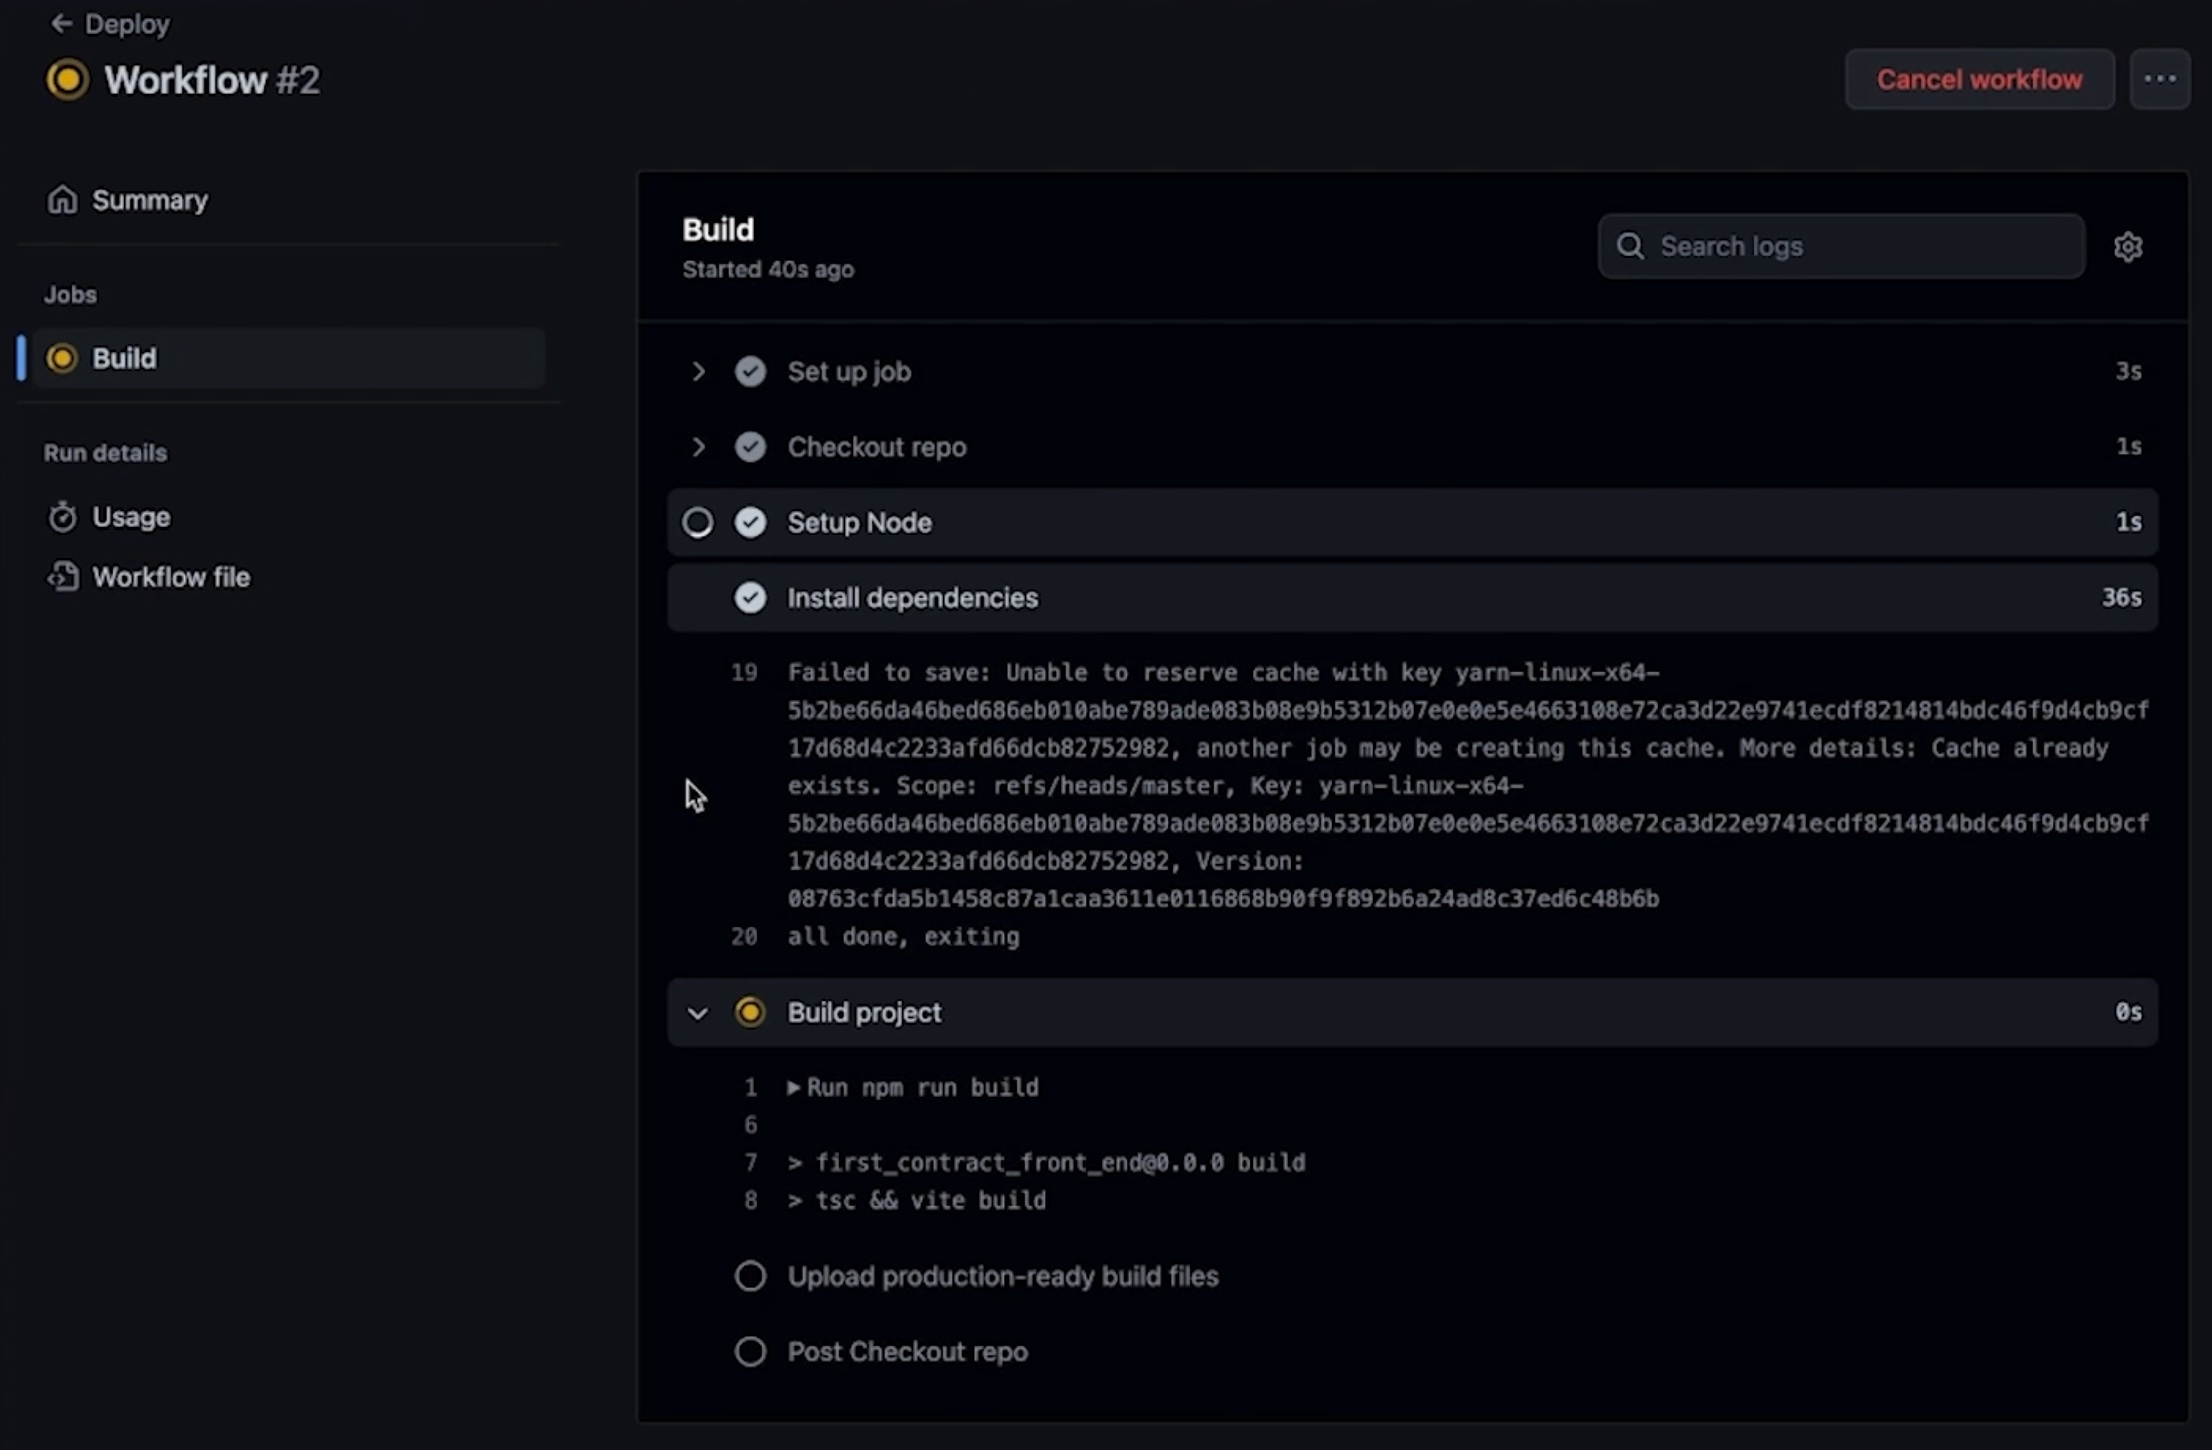 Deploy
Workflow #2
Cancel workflow
Summary
Jobs
Build
Run details
Usage
Workflow file
Build
Started 40s ago
Search logs
Set up job 3s
Checkout repo 1s
Setup Node 1s
Install dependencies 36s
19 Failed to save: Unable to reserve cache with key yarn-linux-x64-
5b2be66da46bed686eb010abe789ade083b08e9b5312b07e0e0e5e4663108e72ca3d22e9741ecdf8214814bdc46f9d4cb9cf
17d68d4c2233afd66dcb82752982, another job may be creating this cache. More details: Cache already
exists. Scope: refs/heads/master, Key: yarn-linux-x64-
5b2be66da46bed686eb010abe789ade083b08e9b5312b07e0e0e5e4663108e72ca3d22e9741ecdf8214814bdc46f9d4cb9cf
17d68d4c2233afd66dcb82752982, Version:
08763cfda5b1458c87a1caa3611e0116868b90f9f892b6a24ad8c37ed6c48b6b
20 all done, exiting
Build project 0s
1 Run npm run build
6
7 > first_contract_front_end@0.0.0 build
8 > tsc && vite build
Upload production-ready build files
Post Checkout repo